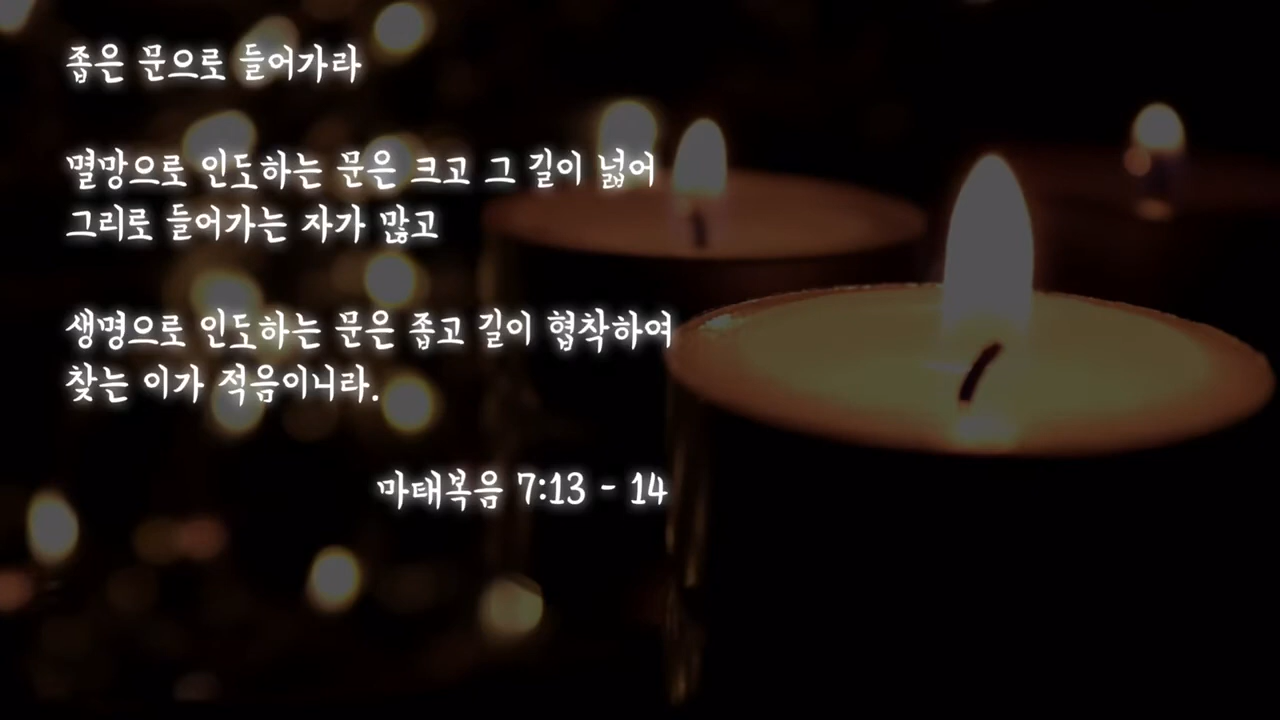 좁은 문으로 들어가라
멸망으로 인도하는 문은 크고 그 길이 넓어
그리로 들어가는 자가 많고
생명으로 인도하는 문은 좁고 길이 협착하여
찾는 이가 적음이니라.
마태복음 7:13 - 14